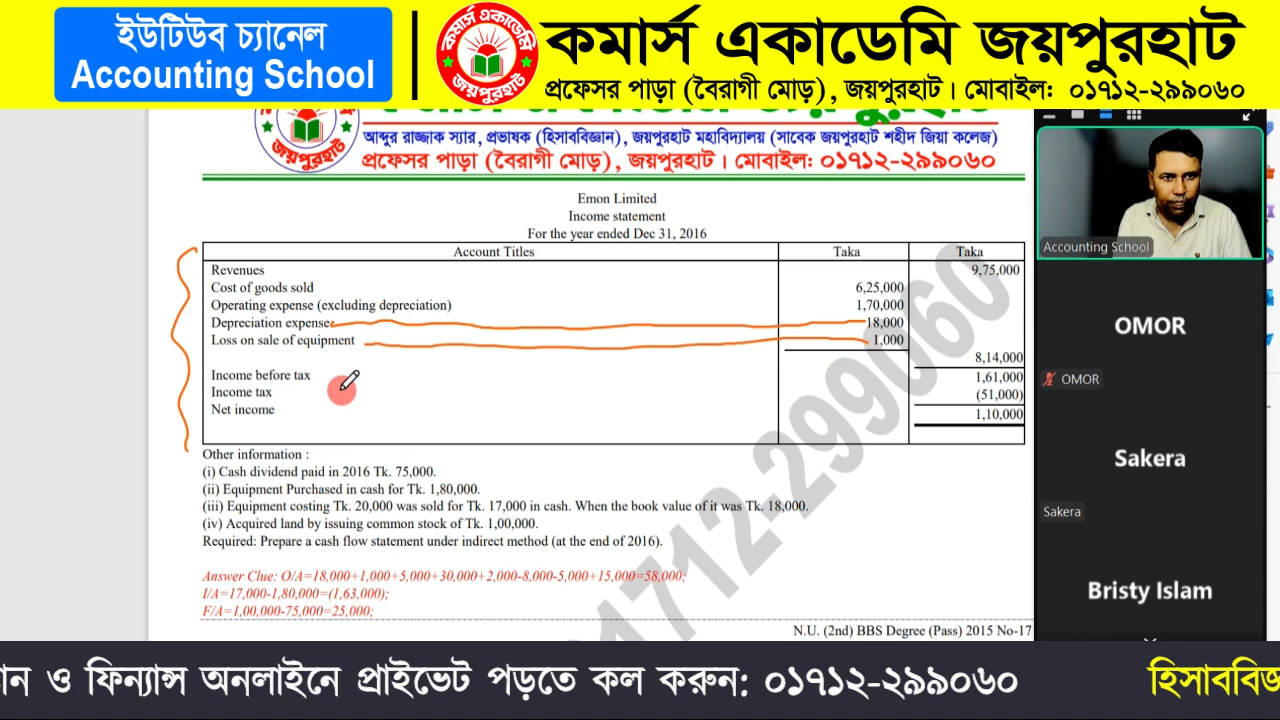 ইউটিউব চ্যানেল
Accounting School
কমার্স একাডেমি
জয়পুরহাট
কমার্স একাডেমি জয়পুরহাট
প্রফেসর পাড়া (বৈরাগী মোড়), জয়পুরহাট। মোবাইল: ০১৭১২-২৯৯০৬০
জয়পুরহাট
আব্দুর রাজ্জাক স্যার, প্রভাষক (হিসাববিজ্ঞান), জয়পুরহাট মহাবিদ্যালয় (সাবেক জয়পুরহাট শহীদ জিয়া কলেজ)
প্রফেসর পাড়া (বৈরাগী মোড়), জয়পুরহাট। মোবাইল: ০১৭১২-২৯৯০৬০
Emon Limited
Income statement
For the year ended Dec 31, 2016
Account Titles Taka Taka
Revenues 9,75,000
Cost of goods sold 6,25,000
Operating expense (excluding depreciation) 1,70,000
Depreciation expense 18,000
Loss on sale of equipment 1,000
8,14,000
Income before tax 1,61,000
Income tax (51,000)
Net income 1,10,000
Other information :
(i) Cash dividend paid in 2016 Tk. 75,000.
(ii) Equipment Purchased in cash for Tk. 1,80,000.
(iii) Equipment costing Tk. 20,000 was sold for Tk. 17,000 in cash. When the book value of it was Tk. 18,000.
(iv) Acquired land by issuing common stock of Tk. 1,00,000.
Required: Prepare a cash flow statement under indirect method (at the end of 2016).
Answer Clue: O/A=18,000+1,000+5,000+30,000+2,000-8,000-5,000+15,000=58,000;
I/A=17,000-1,80,000=(1,63,000);
F/A=1,00,000-75,000=25,000;
N.U. (2nd) BBS Degree (Pass) 2015 No-17
1712-299060
Accounting School
OMOR
OMOR
Sakera
Sakera
Bristy Islam
ন ও ফিন্যান্স অনলাইনে প্রাইভেট পড়তে কল করুন: ০১৭১২-২৯৯০৬০